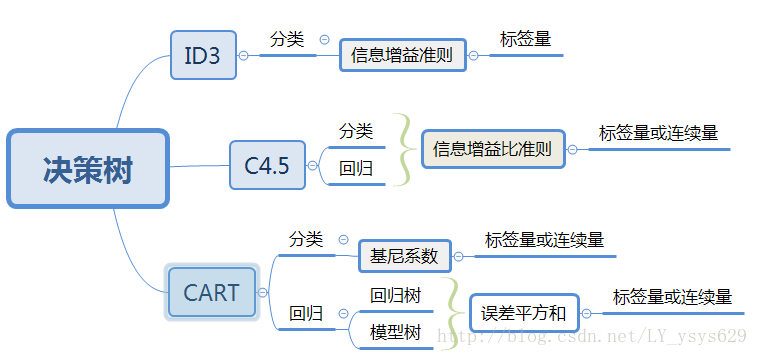 决策树
ID3
分类
信息增益准则
标签量
C4.5
分类
回归
信息增益比准则
标签量或连续量
CART
分类
基尼系数
标签量或连续量
回归
回归树
模型树
误差平方和
标签量或连续量
http://blog.csdn.net/LY_ysys629